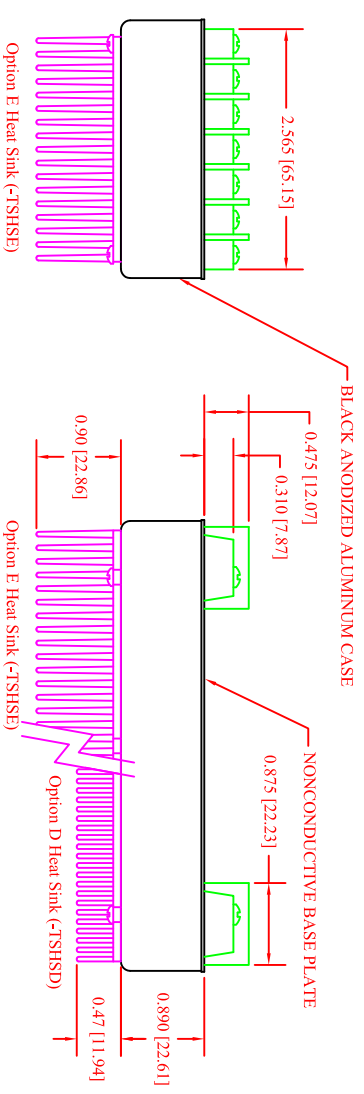 BLACK ANODIZED ALUMINUM CASE
2.565 [65.15]
Option E Heat Sink (-TSHSE)
NONCONDUCTIVE BASE PLATE
0.475 [12.07]
0.310 [7.87]
0.875 [22.23]
0.90 [22.86]
0.890 [22.61]
0.47 [11.94]
Option E Heat Sink (-TSHSE)
Option D Heat Sink (-TSHSD)